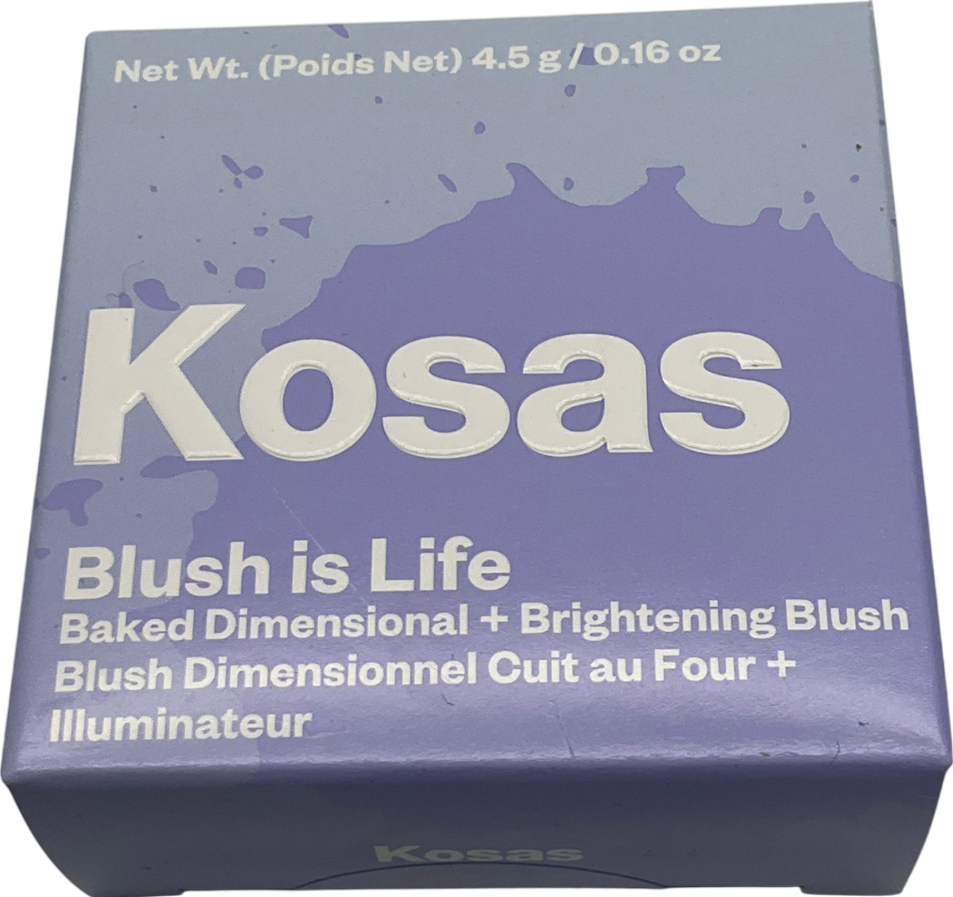 Net Wt. (Poids Net) 4.5 g / 0.16 oz
Kosas
Blush is Life
Baked Dimensional + Brightening Blush
Blush Dimensionnel Cuit au Four +
Illuminateur
Kosas